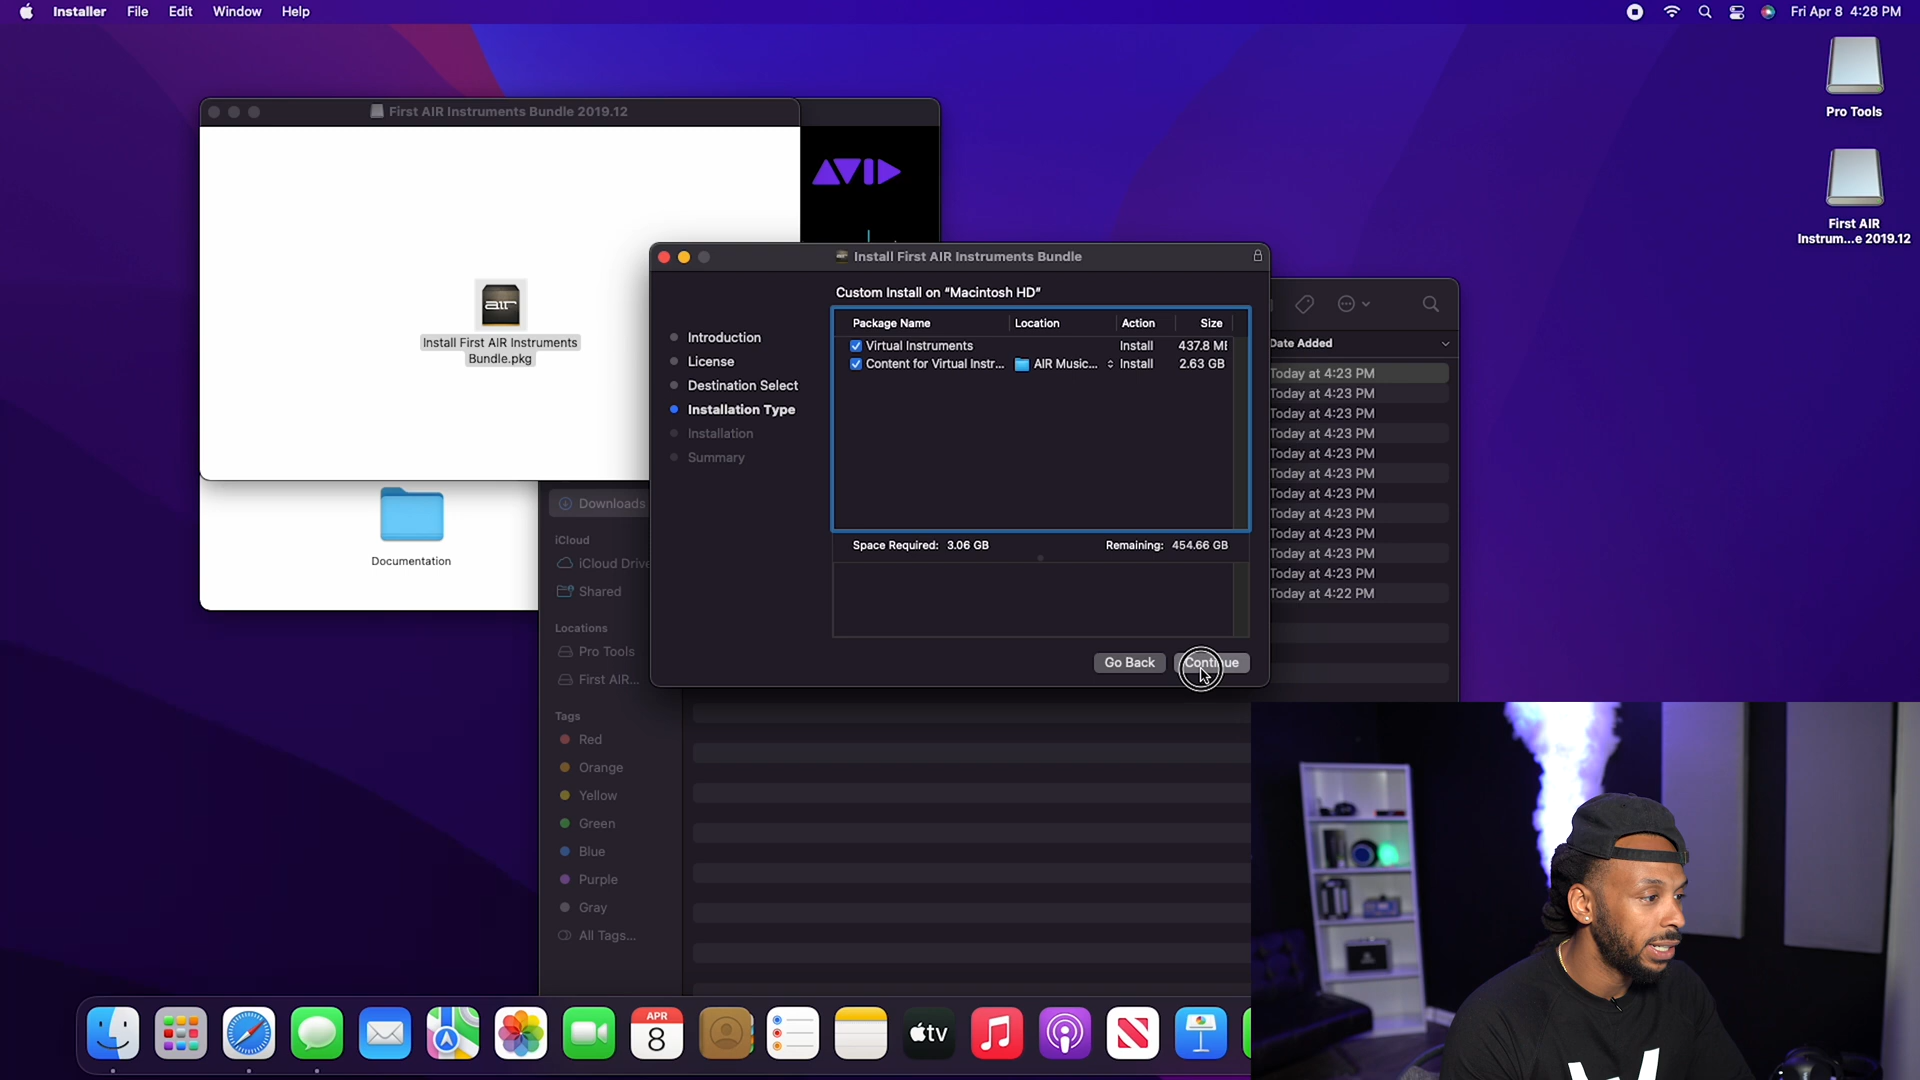 Installer File Edit Window Help
Fri Apr 8 4:28 PM
Pro Tools
First AIR
Instrum...e 2019.12
First AIR Instruments Bundle 2019.12
AVID
air
Install First AIR Instruments
Bundle.pkg
Documentation
Install First AIR Instruments Bundle
Custom Install on “Macintosh HD”
Introduction
License
Destination Select
Installation Type
Installation
Summary
Package Name Location Action Size
Virtual Instruments Install 437.8 MB
Content for Virtual Instr... AIR Music... Install 2.63 GB
Space Required: 3.06 GB Remaining: 454.66 GB
Go Back Continue
Date Added
Today at 4:23 PM
Today at 4:23 PM
Today at 4:23 PM
Today at 4:23 PM
Today at 4:23 PM
Today at 4:23 PM
Today at 4:23 PM
Today at 4:23 PM
Today at 4:23 PM
Today at 4:23 PM
Today at 4:23 PM
Today at 4:22 PM
Downloads
iCloud
iCloud Drive
Shared
Locations
Pro Tools
First AIR...
Tags
Red
Orange
Yellow
Green
Blue
Purple
Gray
All Tags...
APR
8
tv